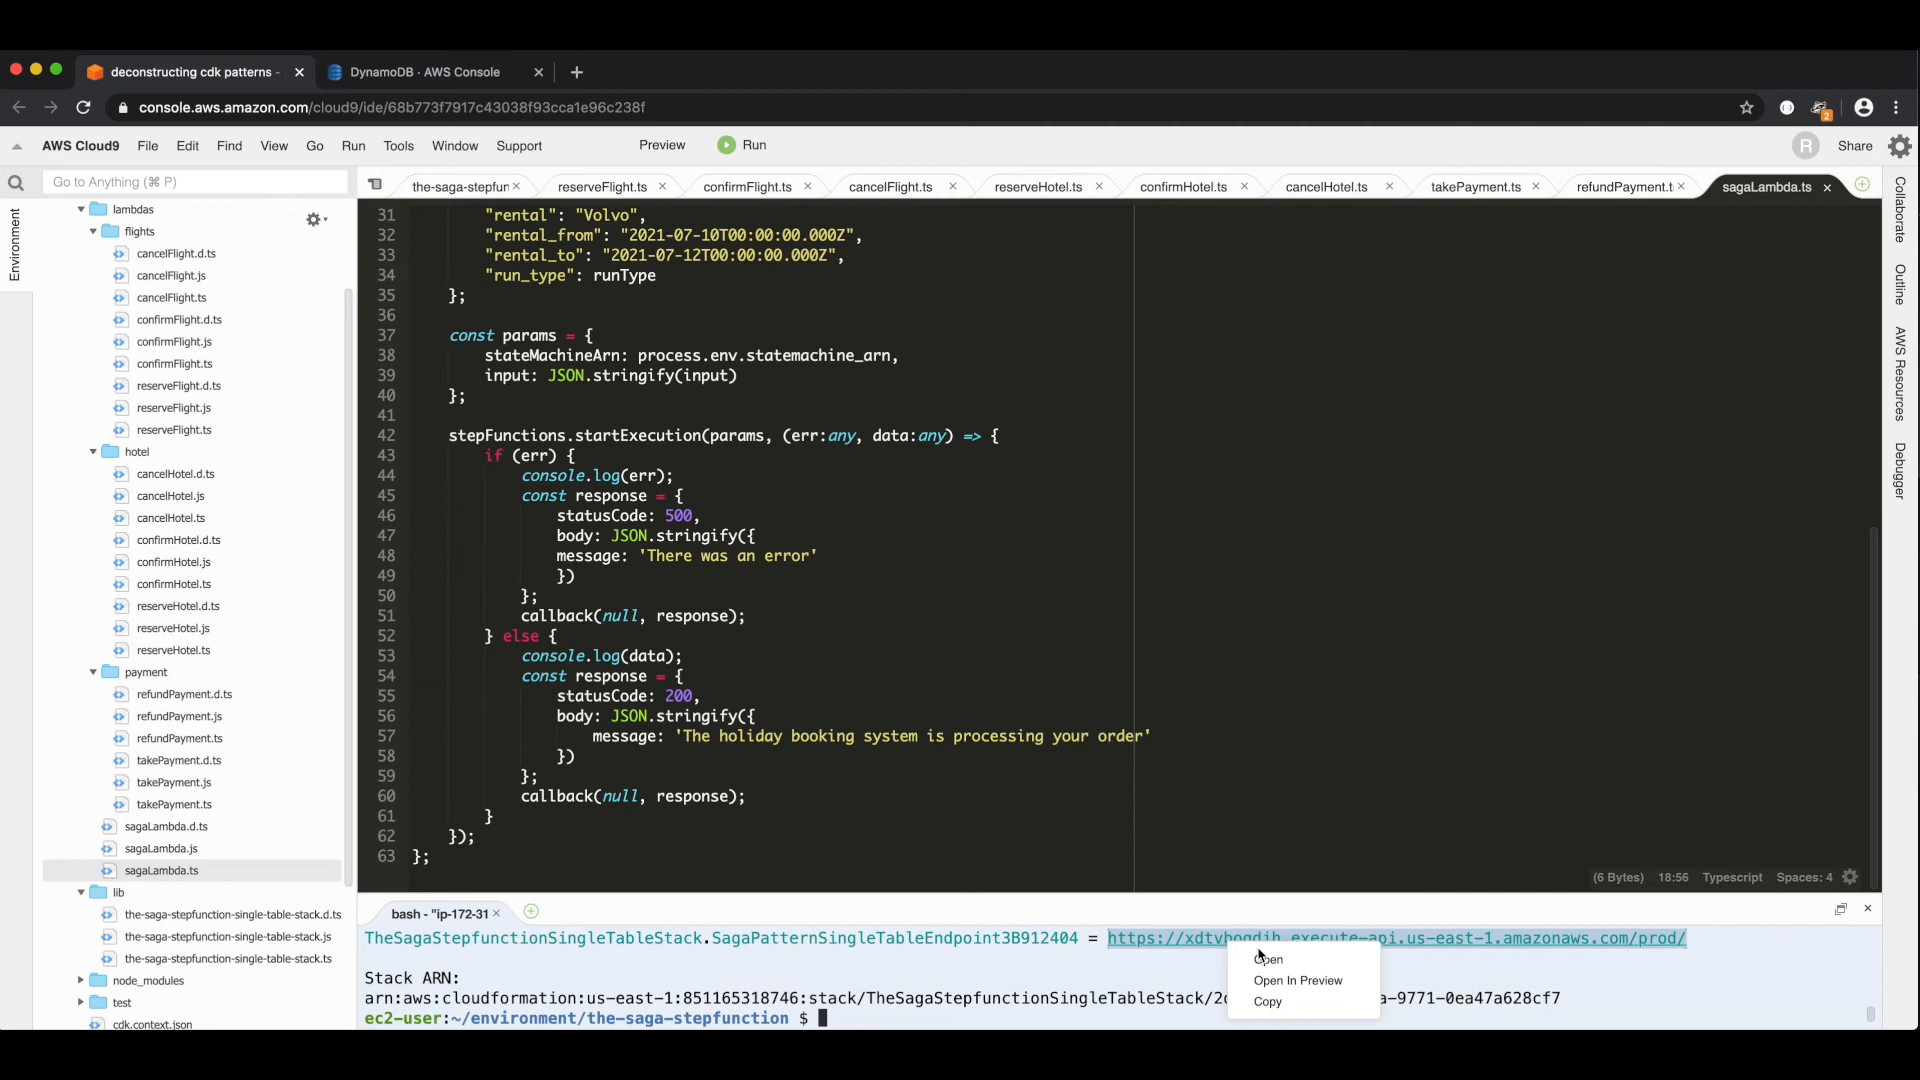 deconstructing cdk patterns -
DynamoDB · AWS Console
console.aws.amazon.com/cloud9/ide/68b773f7917c43038f93cca1e96c238f
2
AWS Cloud9 File Edit Find View Go Run Tools Window Support Preview Run R Share
Go to Anything (⌘ P)
the-saga-stepfun reserveFlight.ts confirmFlight.ts cancelFlight.ts reserveHotel.ts confirmHotel.ts cancelHotel.ts takePayment.ts refundPayment.t sagaLambda.ts
Environment
lambdas
flights
cancelFlight.d.ts
cancelFlight.js
cancelFlight.ts
confirmFlight.d.ts
confirmFlight.js
confirmFlight.ts
reserveFlight.d.ts
reserveFlight.js
reserveFlight.ts
hotel
cancelHotel.d.ts
cancelHotel.js
cancelHotel.ts
confirmHotel.d.ts
confirmHotel.js
confirmHotel.ts
reserveHotel.d.ts
reserveHotel.js
reserveHotel.ts
payment
refundPayment.d.ts
refundPayment.js
refundPayment.ts
takePayment.d.ts
takePayment.js
takePayment.ts
sagaLambda.d.ts
sagaLambda.js
sagaLambda.ts
lib
the-saga-stepfunction-single-table-stack.d.ts
the-saga-stepfunction-single-table-stack.js
the-saga-stepfunction-single-table-stack.ts
node_modules
test
cdk.context.json
31 "rental": "Volvo",
32 "rental_from": "2021-07-10T00:00:00.000Z",
33 "rental_to": "2021-07-12T00:00:00.000Z",
34 "run_type": runType
35 };
36
37 const params = {
38 stateMachineArn: process.env.statemachine_arn,
39 input: JSON.stringify(input)
40 };
41
42 stepFunctions.startExecution(params, (err:any, data:any) => {
43 if (err) {
44 console.log(err);
45 const response = {
46 statusCode: 500,
47 body: JSON.stringify({
48 message: 'There was an error'
49 })
50 };
51 callback(null, response);
52 } else {
53 console.log(data);
54 const response = {
55 statusCode: 200,
56 body: JSON.stringify({
57 message: 'The holiday booking system is processing your order'
58 })
59 };
60 callback(null, response);
61 }
62 });
63 };
(6 Bytes) 18:56 Typescript Spaces: 4
Collaborate
Outline
AWS Resources
Debugger
bash - "ip-172-31
TheSagaStepfunctionSingleTableStack.SagaPatternSingleTableEndpoint3B912404 = .execute-api.us-east-1.amazonaws.com/prod/
Stack ARN:
arn:aws:cloudformation:us-east-1:851165318746:stack/TheSagaStepfunctionSingleTableStack/2 a-9771-0ea47a628cf7
ec2-user:~/environment/the-saga-stepfunction $
Open
Open In Preview
Copy